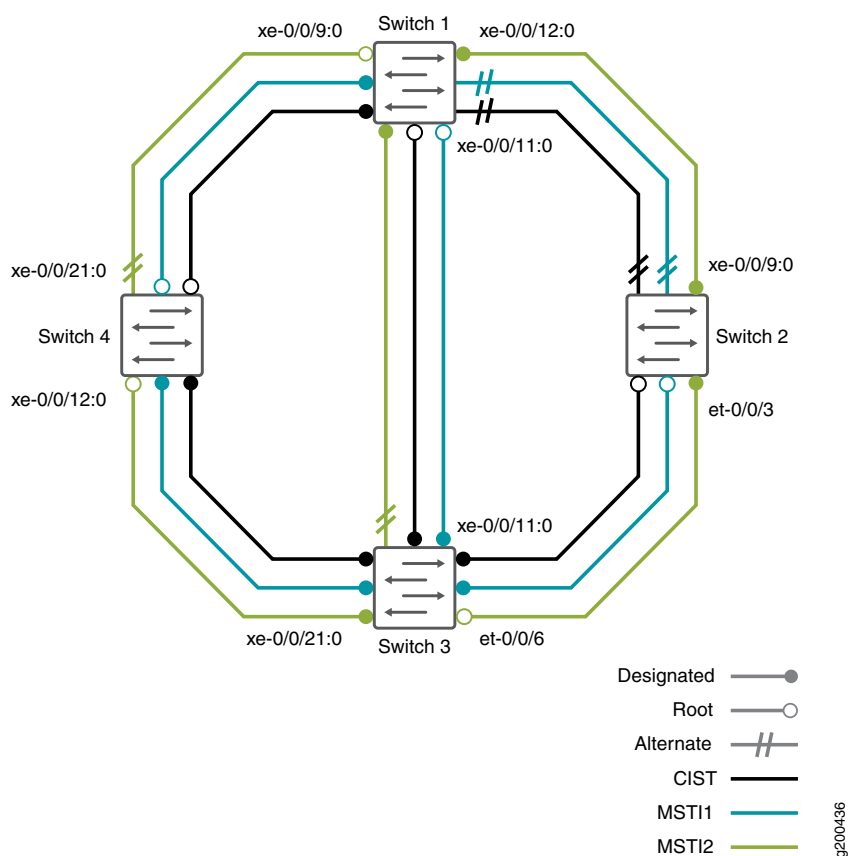 Switch 1
xe-0/0/9:0
xe-0/0/12:0
xe-0/0/11:0
xe-0/0/21:0
xe-0/0/9:0
Switch 4
Switch 2
xe-0/0/12:0
et-0/0/3
xe-0/0/11:0
xe-0/0/21:0
Switch 3
et-0/0/6
Designated
Root
Alternate
CIST
MSTI1
MSTI2
g200436